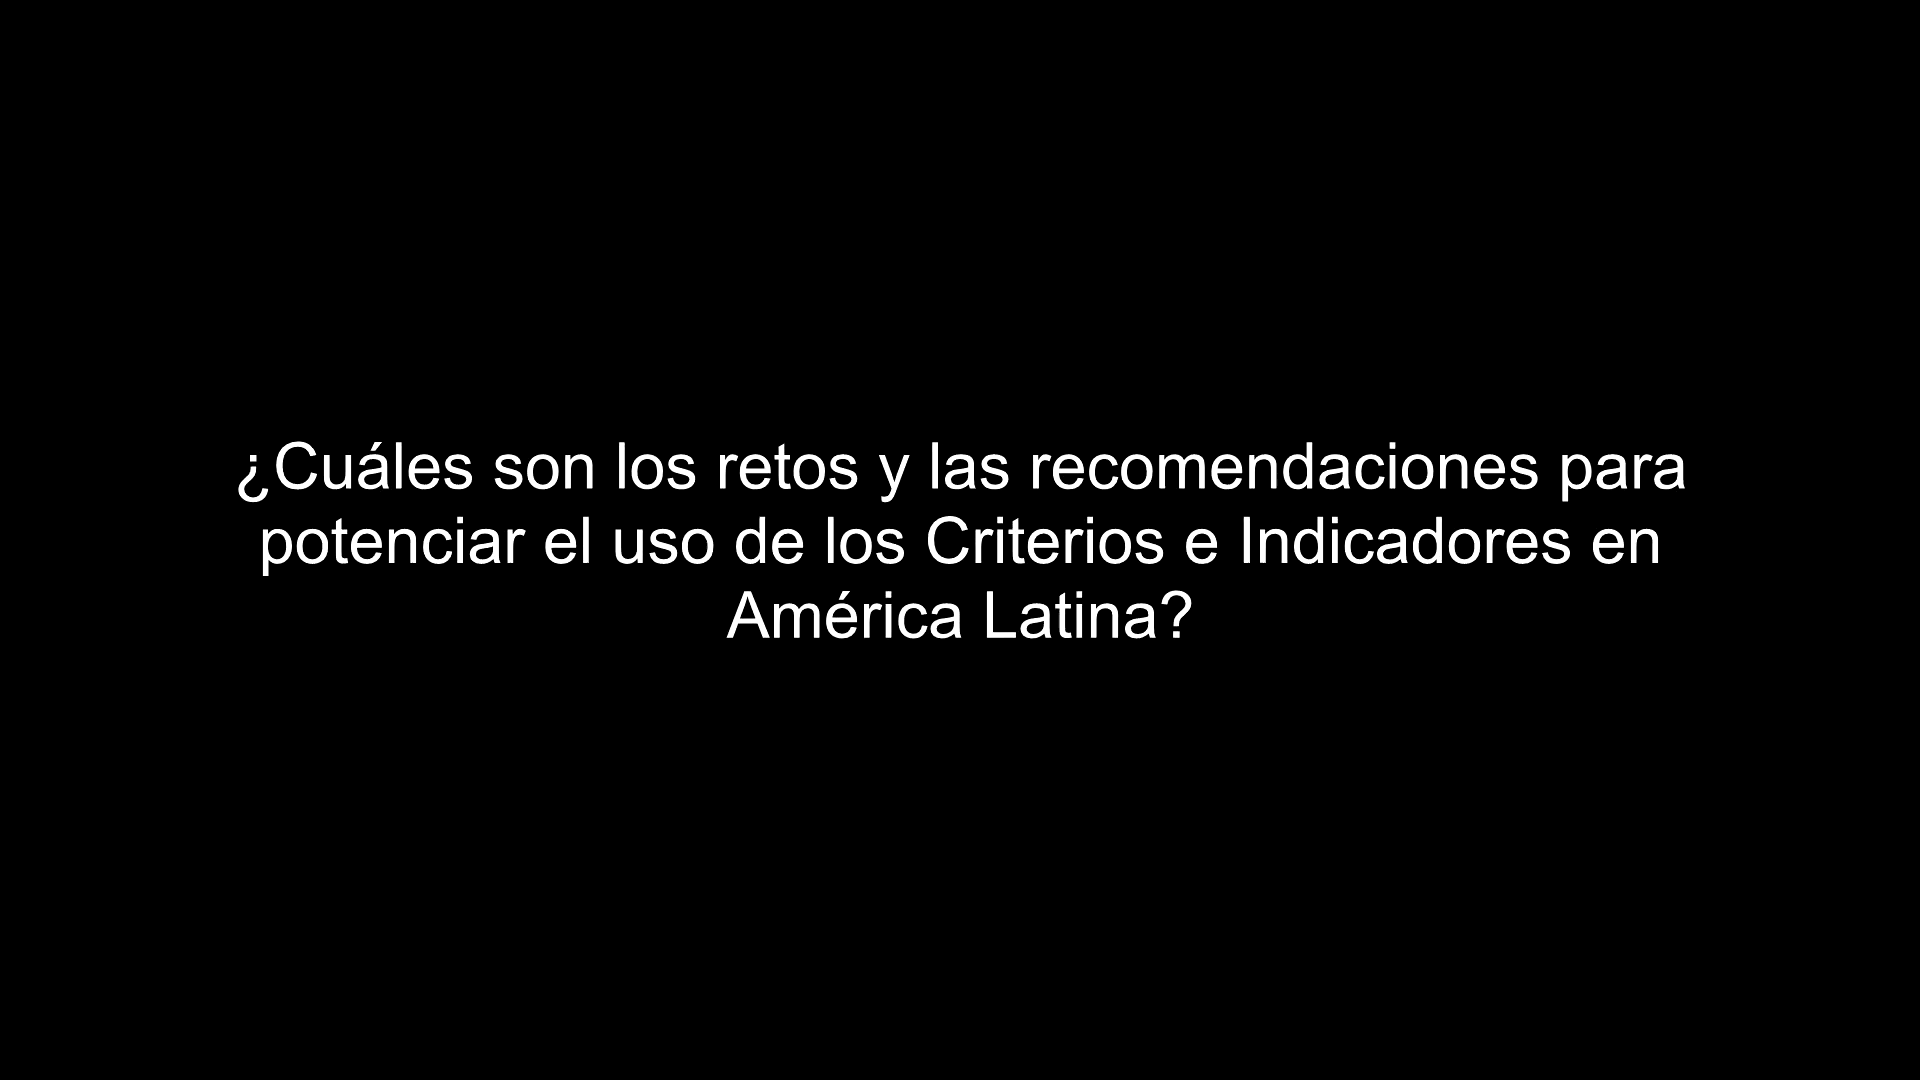 ¿Cuáles son los retos y las recomendaciones para
potenciar el uso de los Criterios e Indicadores en
América Latina?